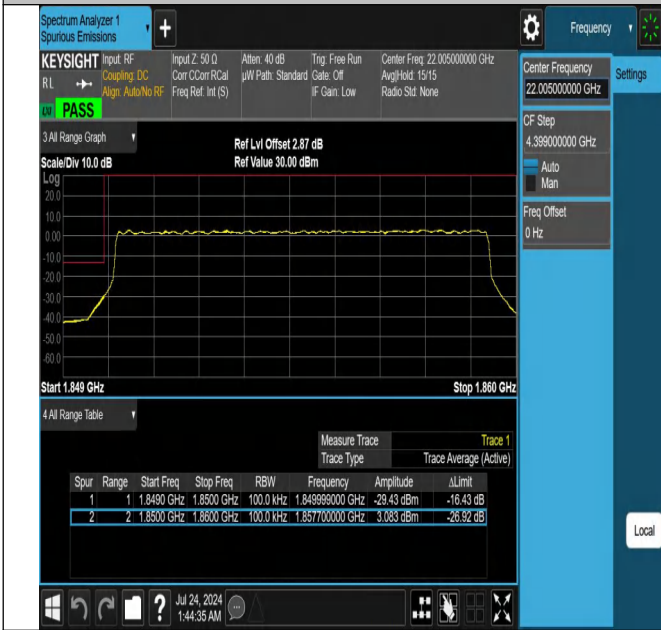 Spectrum Analyzer 1
Spurious Emissions
+
Frequency
KEYSIGHT
RL
Input: RF
Coupling: DC
Align: Auto/No RF
Input Z: 50 Ω
Corr CCorr RCal
Freq Ref: Int (S)
Atten: 40 dB
µW Path: Standard
Trig: Free Run
Gate: Off
IF Gain: Low
Center Freq: 22.005000000 GHz
Avg|Hold: 15/15
Radio Std: None
PASS
Center Frequency
22.005000000 GHz
Settings
CF Step
4.399000000 GHz
Auto
Man
Freq Offset
0 Hz
3 All Range Graph
Ref Lvl Offset 2.87 dB
Scale/Div 10.0 dB
Ref Value 30.00 dBm
Log
20.0
10.0
0.00
-10.0
-20.0
-30.0
-40.0
-50.0
-60.0
Start 1.849 GHz
Stop 1.860 GHz
4 All Range Table
Measure Trace Trace 1
Trace Type Trace Average (Active)
Spur Range Start Freq Stop Freq RBW Frequency Amplitude ΔLimit
1 1 1.8490 GHz 1.8500 GHz 100.0 kHz 1.849999000 GHz -29.43 dBm -16.43 dB
2 2 1.8500 GHz 1.8600 GHz 100.0 kHz 1.857700000 GHz 3.083 dBm -26.92 dB
Local
?
Jul 24, 2024
1:44:35 AM